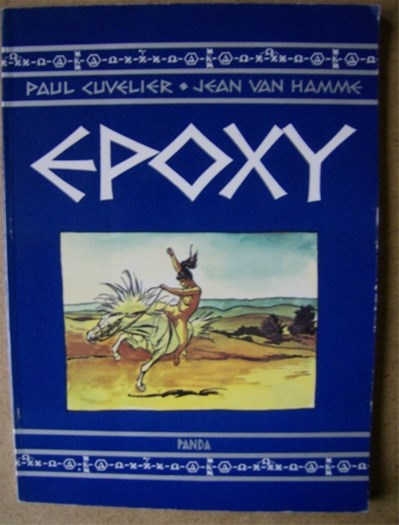 PAUL CUVELIER • JEAN VAN HAMME
EPOXY
PANDA